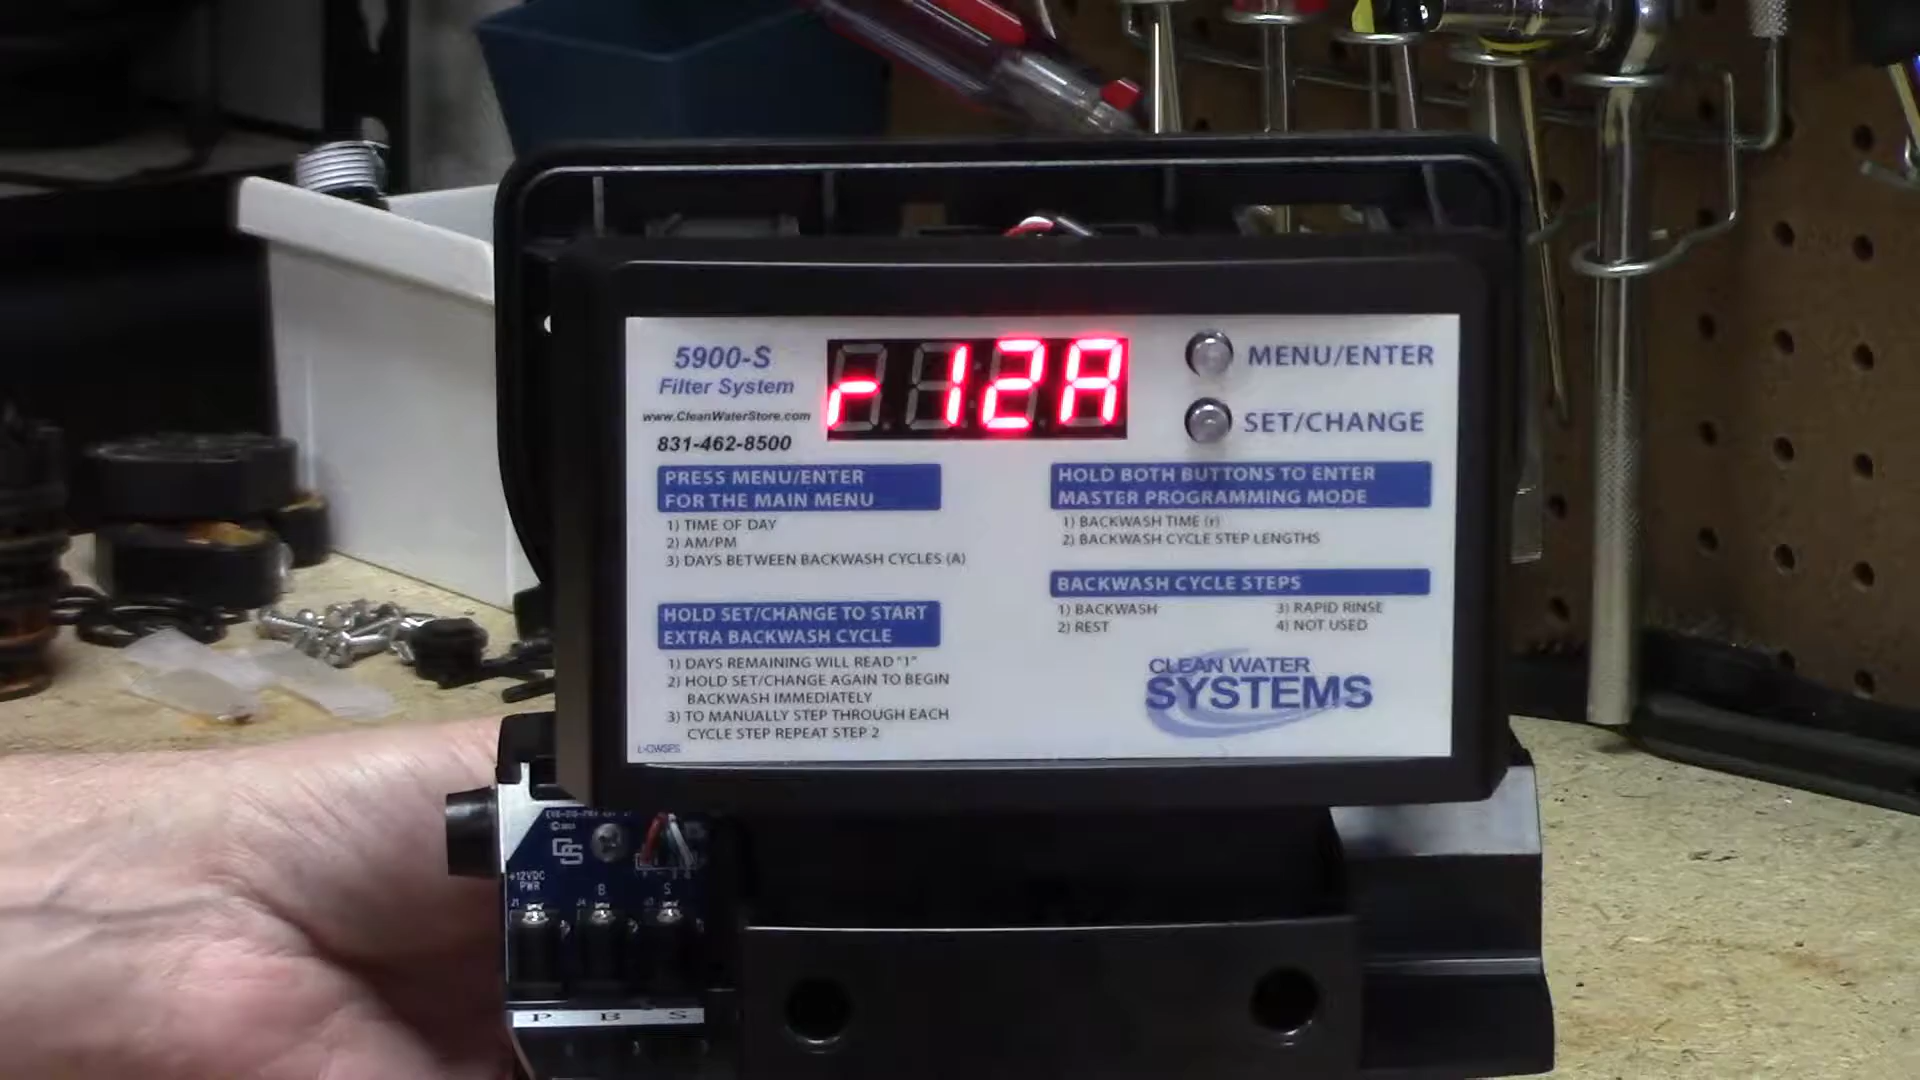 5900-S
Filter System
www.CleanWaterStore.com
831-462-8500
r 12A
MENU/ENTER
SET/CHANGE
PRESS MENU/ENTER
FOR THE MAIN MENU
1) TIME OF DAY
2) AM/PM
3) DAYS BETWEEN BACKWASH CYCLES (A)
HOLD SET/CHANGE TO START
EXTRA BACKWASH CYCLE
1) DAYS REMAINING WILL READ "1"
2) HOLD SET/CHANGE AGAIN TO BEGIN
BACKWASH IMMEDIATELY
3) TO MANUALLY STEP THROUGH EACH
CYCLE STEP REPEAT STEP 2
HOLD BOTH BUTTONS TO ENTER
MASTER PROGRAMMING MODE
1) BACKWASH TIME (r)
2) BACKWASH CYCLE STEP LENGTHS
BACKWASH CYCLE STEPS
1) BACKWASH
2) REST
3) RAPID RINSE
4) NOT USED
CLEAN WATER
SYSTEMS
+12VDC
PWR
B
S
J1
J4
P B S